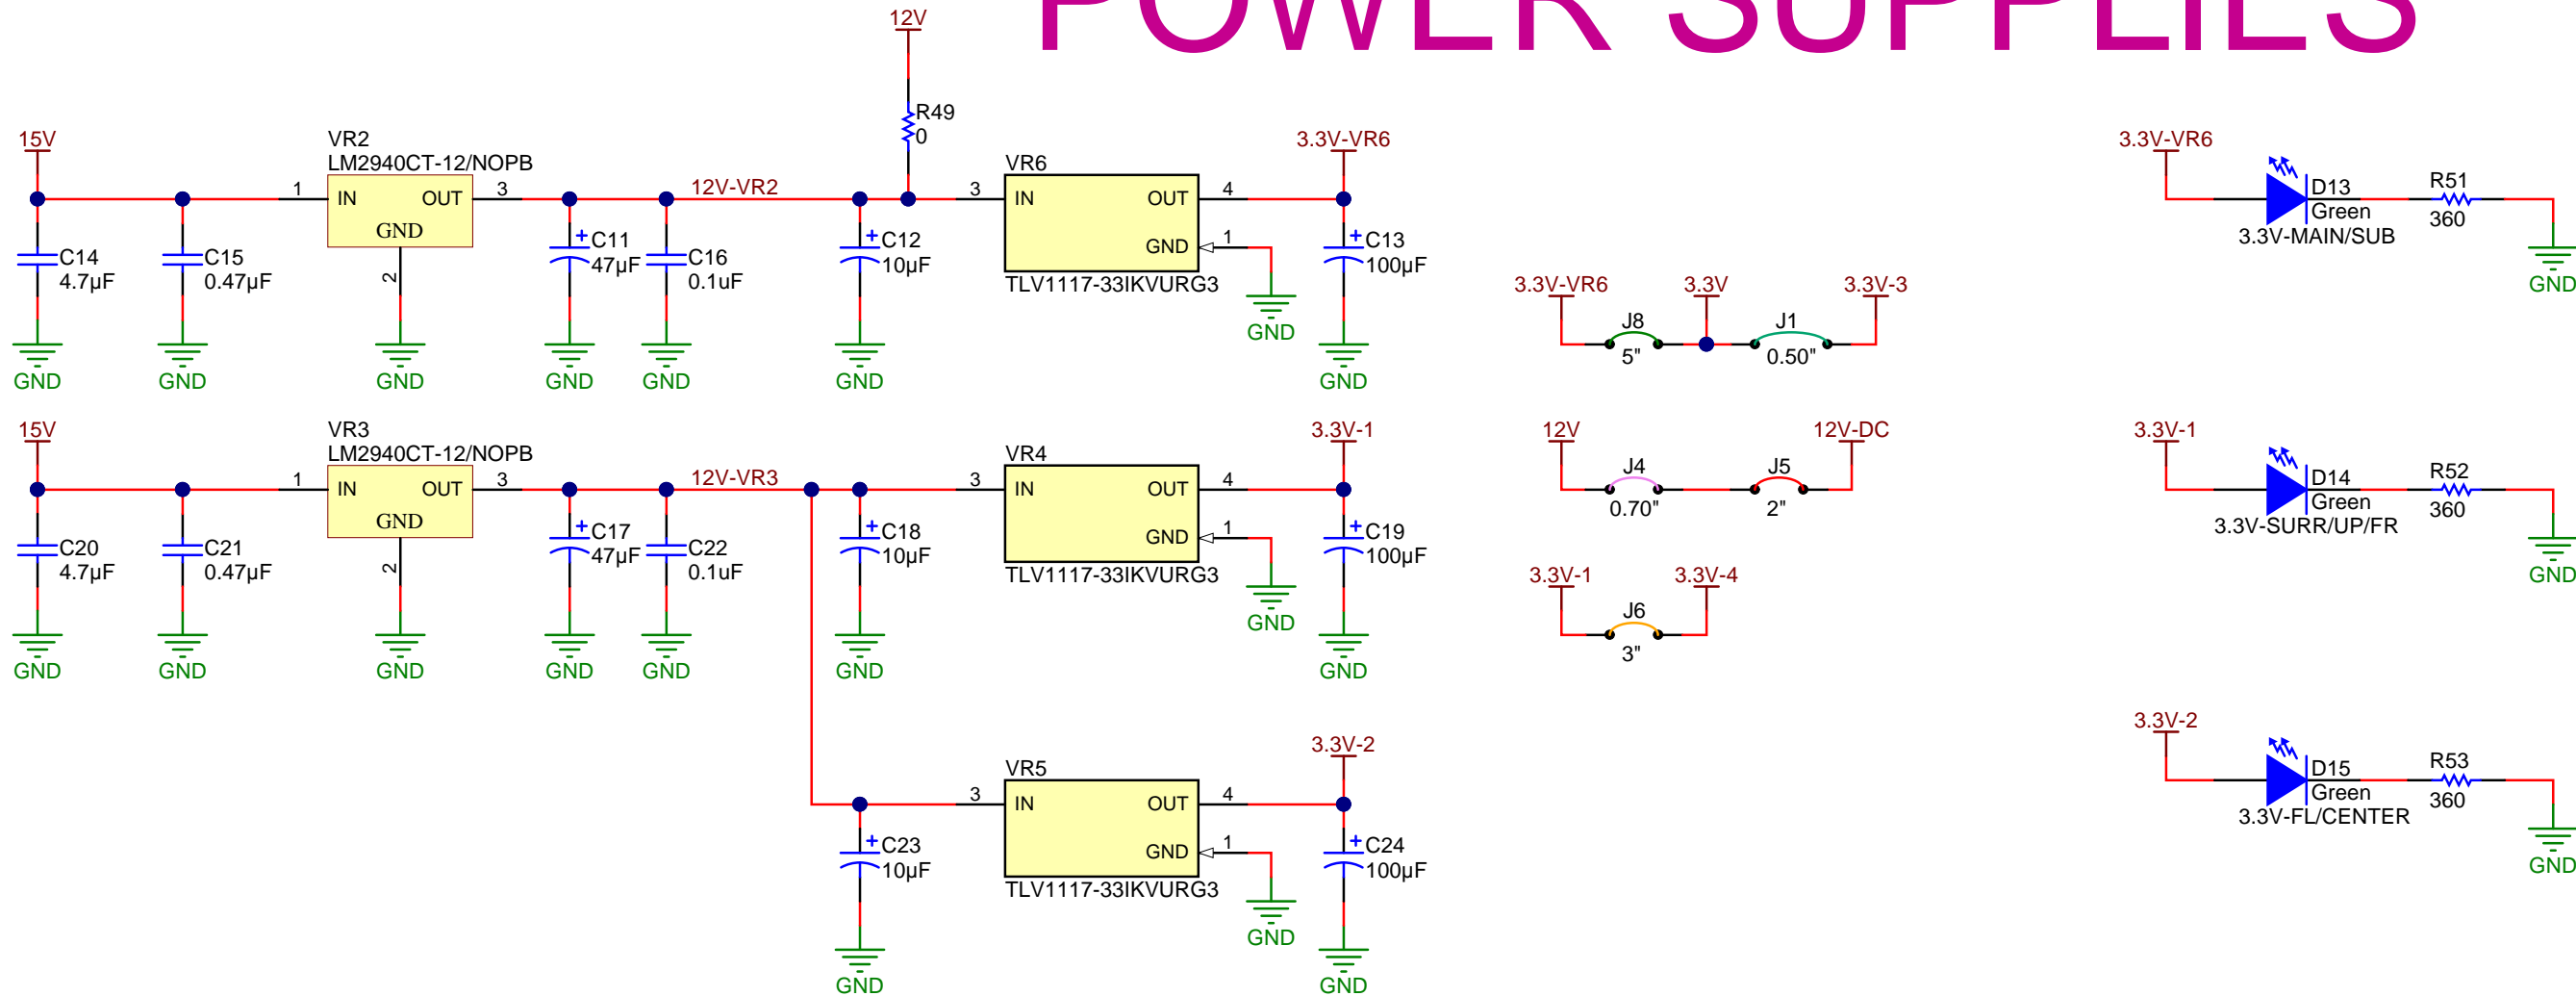 POWER SUPPLIES
12V
R49
0
15V
VR2
LM2940CT-12/NOPB
1 IN OUT 3
GND
2
12V-VR2
C14
4.7µF
C15
0.47µF
C11
47µF
C16
0.1uF
C12
10µF
VR6
3 IN OUT 4
GND 1
TLV1117-33IKVURG3
3.3V-VR6
C13
100µF
GND
GND
GND
GND
GND
GND
GND
GND
15V
VR3
LM2940CT-12/NOPB
1 IN OUT 3
GND
2
12V-VR3
C20
4.7µF
C21
0.47µF
C17
47µF
C22
0.1uF
C18
10µF
VR4
3 IN OUT 4
GND 1
TLV1117-33IKVURG3
3.3V-1
C19
100µF
GND
GND
GND
GND
GND
GND
GND
GND
VR5
3 IN OUT 4
GND 1
TLV1117-33IKVURG3
3.3V-2
C23
10µF
C24
100µF
GND
GND
GND
3.3V-VR6 3.3V 3.3V-3
J8 J1
5" 0.50"
12V 12V-DC
J4 J5
0.70" 2"
3.3V-1 3.3V-4
J6
3"
3.3V-VR6
D13
Green
3.3V-MAIN/SUB
R51
360
GND
3.3V-1
D14
Green
3.3V-SURR/UP/FR
R52
360
GND
3.3V-2
D15
Green
3.3V-FL/CENTER
R53
360
GND